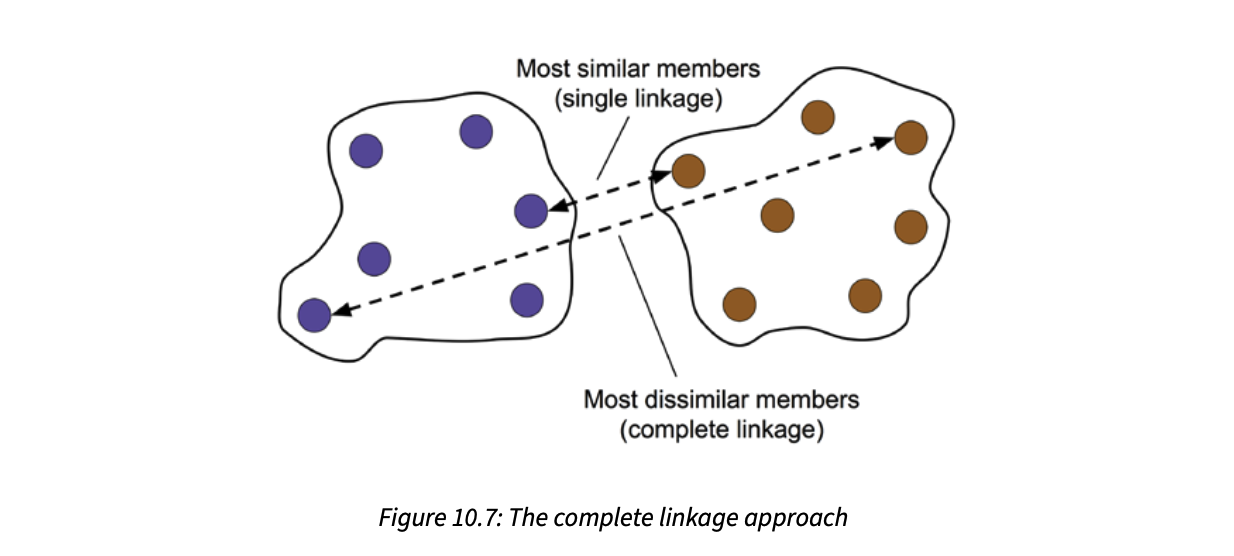 Most similar members
(single linkage)
Most dissimilar members
(complete linkage)
Figure 10.7: The complete linkage approach